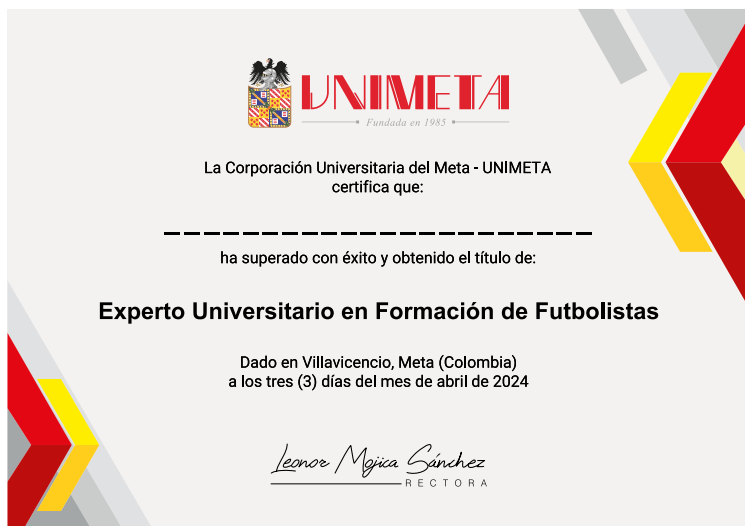 UNIMETA
Fundada en 1985
La Corporación Universitaria del Meta - UNIMETA
certifica que:
ha superado con éxito y obtenido el título de:
Experto Universitario en Formación de Futbolistas
Dado en Villavicencio, Meta (Colombia)
a los tres (3) días del mes de abril de 2024
Leonor Mojica Sánchez
RECTORA